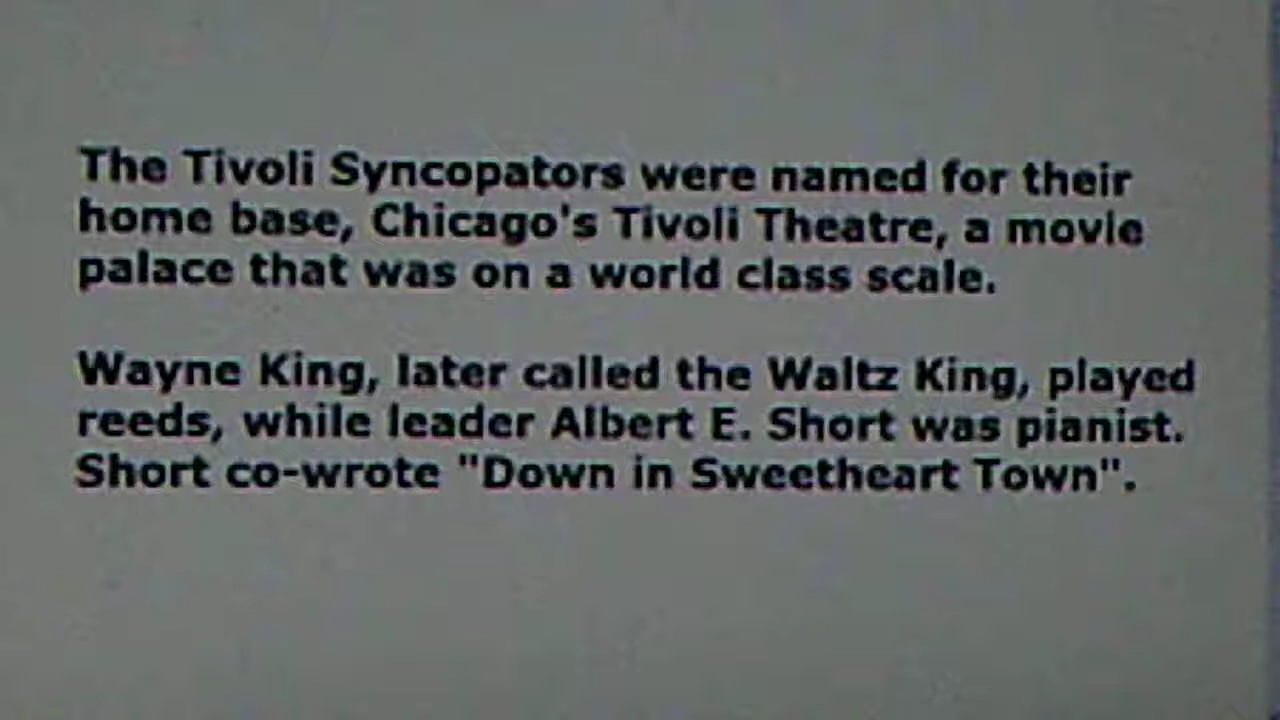 The Tivoli Syncopators were named for their
home base, Chicago's Tivoli Theatre, a movie
palace that was on a world class scale.
Wayne King, later called the Waltz King, played
reeds, while leader Albert E. Short was pianist.
Short co-wrote "Down in Sweetheart Town".